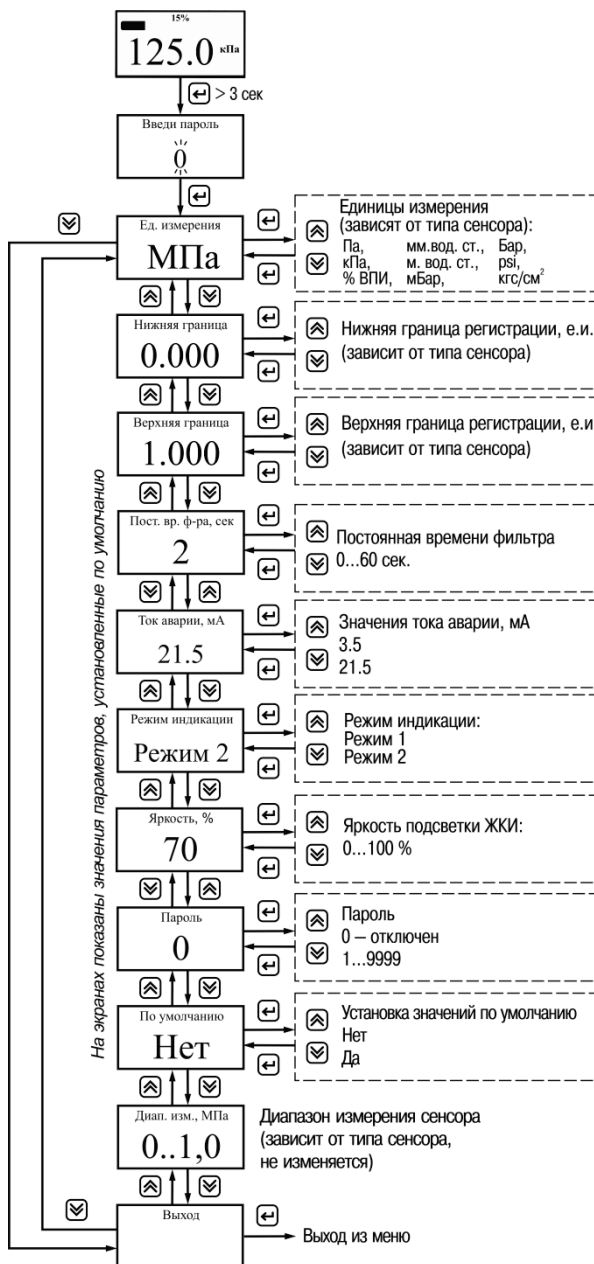 15%
125.0 кПа
> 3 сек
Введи пароль
0
Ед. измерения
МПа
Единицы измерения
(зависят от типа сенсора):
Па, мм.вод. ст., Бар,
кПа, м. вод. ст., psi,
% ВПИ, мБар, кгс/см²
Нижняя граница
0.000
Нижняя граница регистрации, е.и.
(зависит от типа сенсора)
Верхняя граница
1.000
Верхняя граница регистрации, е.и
(зависит от типа сенсора)
На экранах показаны значения параметров, установленные по умолчанию
Пост. вр. ф-ра, сек
2
Постоянная времени фильтра
0...60 сек.
Ток аварии, мА
21.5
Значения тока аварии, мА
3.5
21.5
Режим индикации
Режим 2
Режим индикации:
Режим 1
Режим 2
Яркость, %
70
Яркость подсветки ЖКИ:
0...100 %
Пароль
0
Пароль
0 – отключен
1...9999
По умолчанию
Нет
Установка значений по умолчанию
Нет
Да
Диап. изм., МПа
0..1,0
Диапазон измерения сенсора
(зависит от типа сенсора,
не изменяется)
Выход
Выход из меню